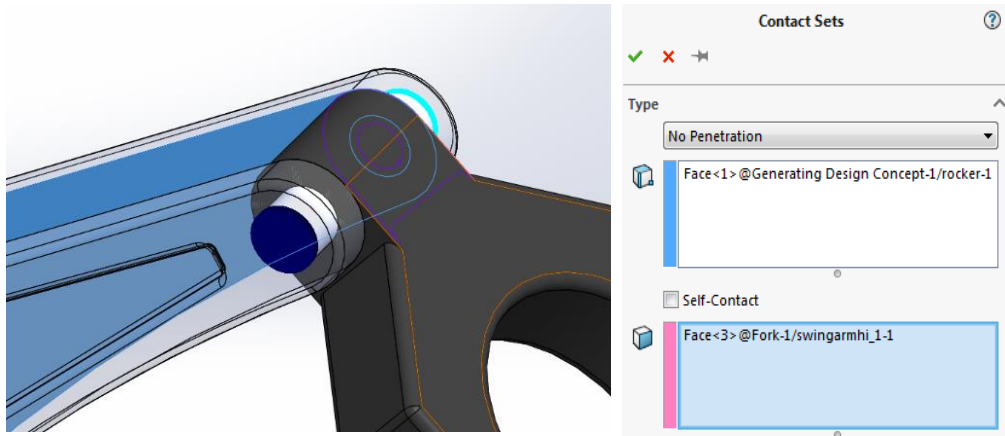 Contact Sets
Type
No Penetration
Face<1>@Generating Design Concept-1/rocker-1
Self-Contact
Face<3>@Fork-1/swingarmhi_1-1